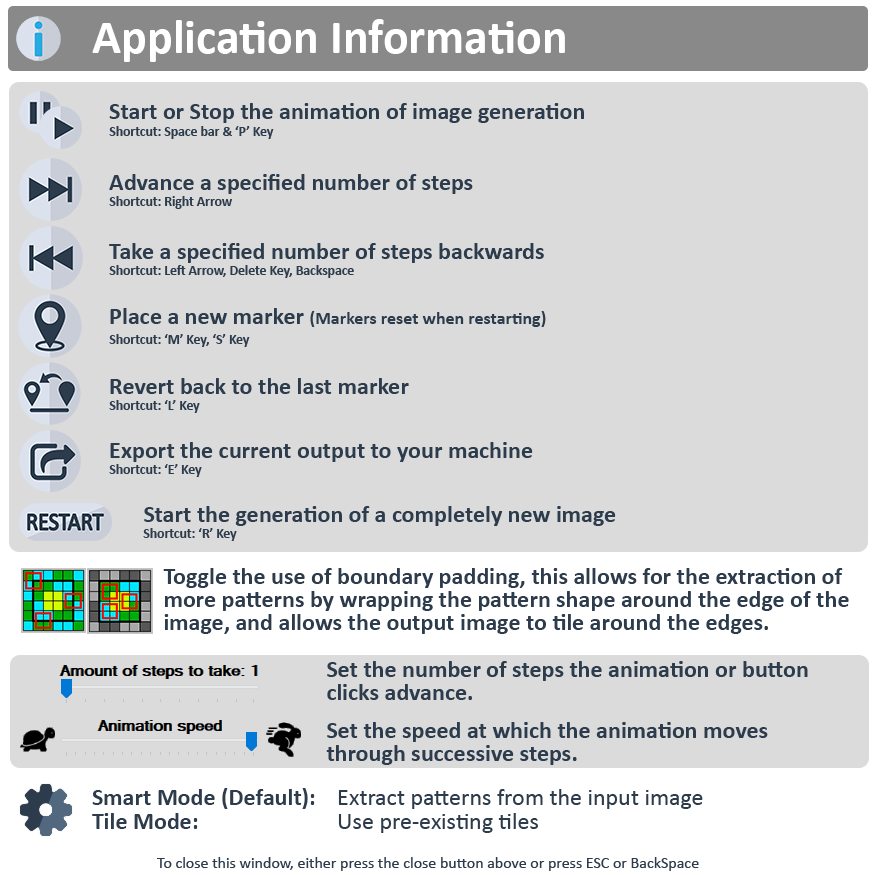 Application Information
Start or Stop the animation of image generation
Shortcut: Space bar & ‘P’ Key
Advance a specified number of steps
Shortcut: Right Arrow
Take a specified number of steps backwards
Shortcut: Left Arrow, Delete Key, Backspace
Place a new marker (Markers reset when restarting)
Shortcut: ‘M’ Key, ‘S’ Key
Revert back to the last marker
Shortcut: ‘L’ Key
Export the current output to your machine
Shortcut: ‘E’ Key
RESTART
Start the generation of a completely new image
Shortcut: ‘R’ Key
Toggle the use of boundary padding, this allows for the extraction of
more patterns by wrapping the pattern shape around the edge of the
image, and allows the output image to tile around the edges.
Amount of steps to take: 1
Set the number of steps the animation or button
clicks advance.
Animation speed
Set the speed at which the animation moves
through successive steps.
Smart Mode (Default): Extract patterns from the input image
Tile Mode: Use pre-existing tiles
To close this window, either press the close button above or press ESC or BackSpace